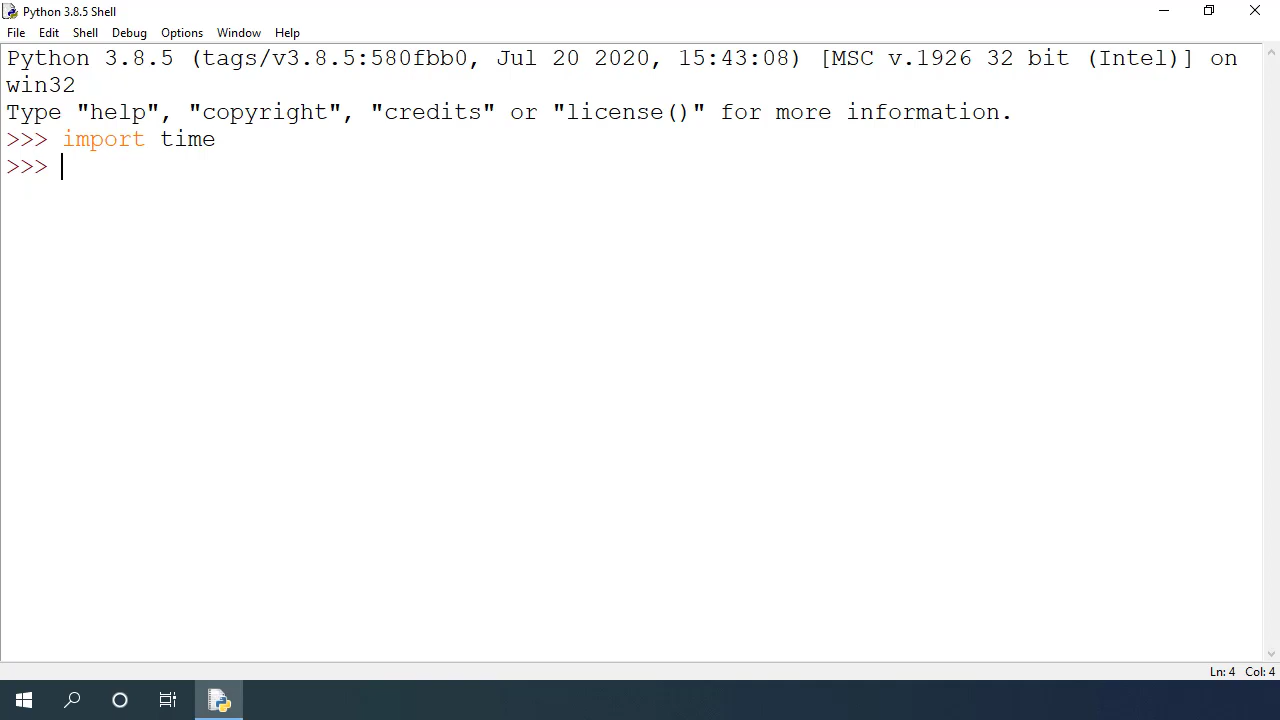 Python 3.8.5 Shell
File Edit Shell Debug Options Window Help
Python 3.8.5 (tags/v3.8.5:580fbb0, Jul 20 2020, 15:43:08) [MSC v.1926 32 bit (Intel)] on
win32
Type "help", "copyright", "credits" or "license()" for more information.
>>> import time
>>>
Ln: 4 Col: 4